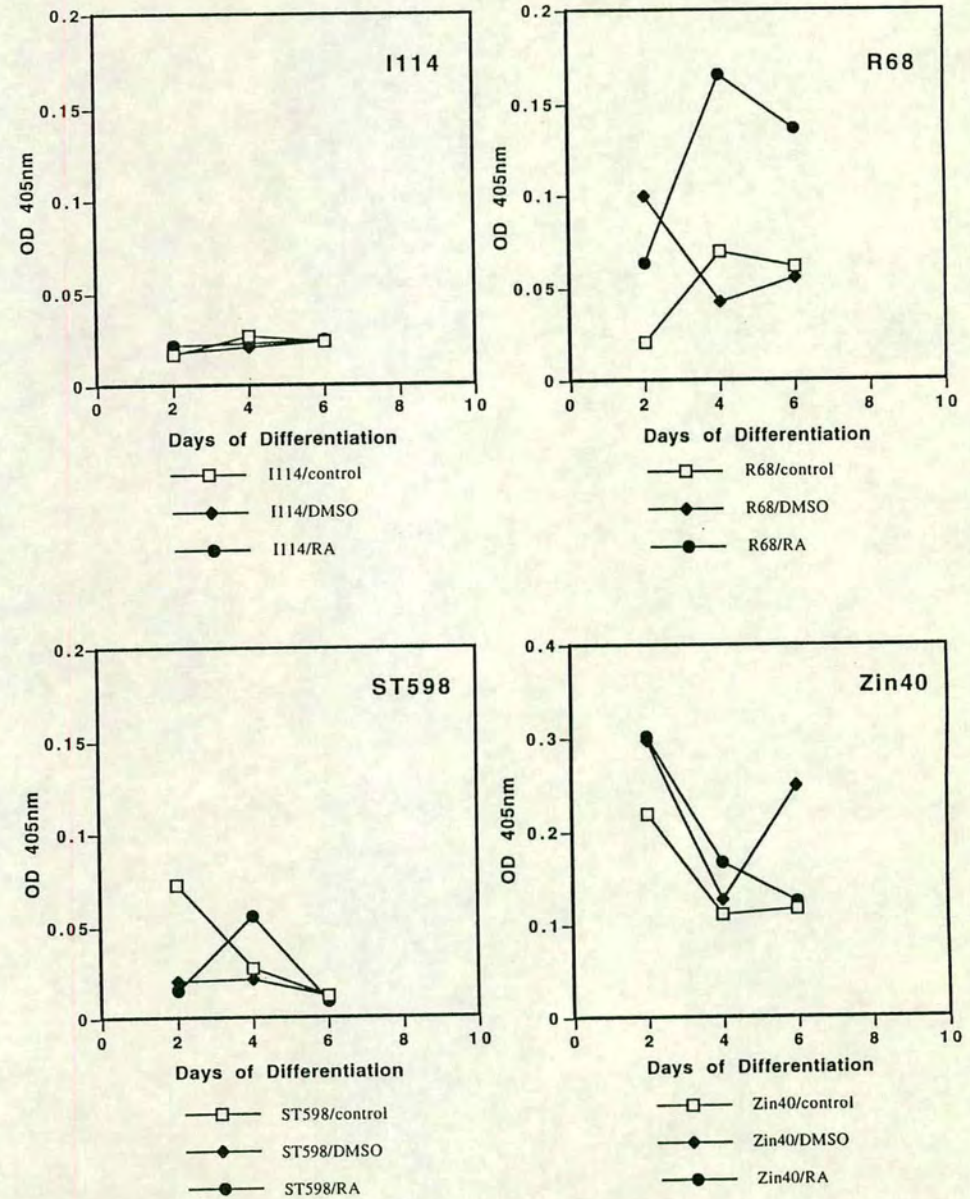 I114
0.2
0.15
0.1
0.05
0
OD 405nm
0 2 4 6 8 10
Days of Differentiation
I114/control
I114/DMSO
I114/RA
R68
0.2
0.15
0.1
0.05
0
OD 405nm
0 2 4 6 8 10
Days of Differentiation
R68/control
R68/DMSO
R68/RA
ST598
0.2
0.15
0.1
0.05
0
OD 405nm
0 2 4 6 8 10
Days of Differentiation
ST598/control
ST598/DMSO
ST598/RA
Zin40
0.4
0.3
0.2
0.1
0
OD 405nm
0 2 4 6 8 10
Days of Differentiation
Zin40/control
Zin40/DMSO
Zin40/RA